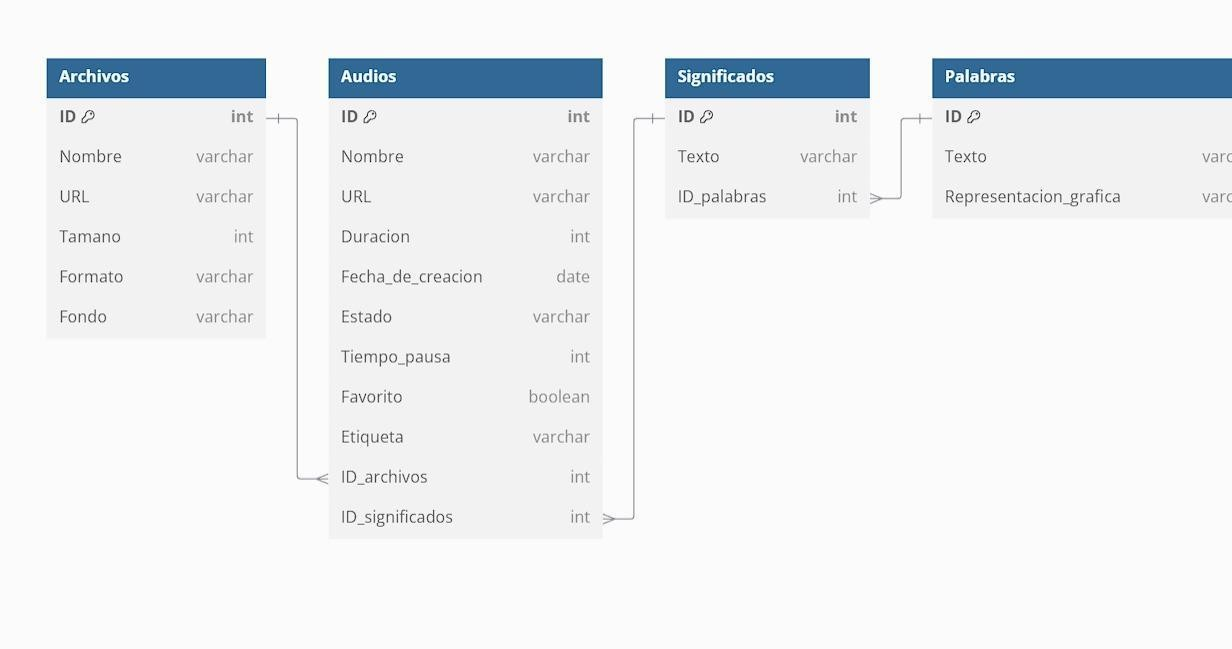 Archivos
ID int
Nombre varchar
URL varchar
Tamano int
Formato varchar
Fondo varchar
Audios
ID int
Nombre varchar
URL varchar
Duracion int
Fecha_de_creacion date
Estado varchar
Tiempo_pausa int
Favorito boolean
Etiqueta varchar
ID_archivos int
ID_significados int
Significados
ID int
Texto varchar
ID_palabras int
Palabras
ID
Texto varc
Representacion_grafica varc